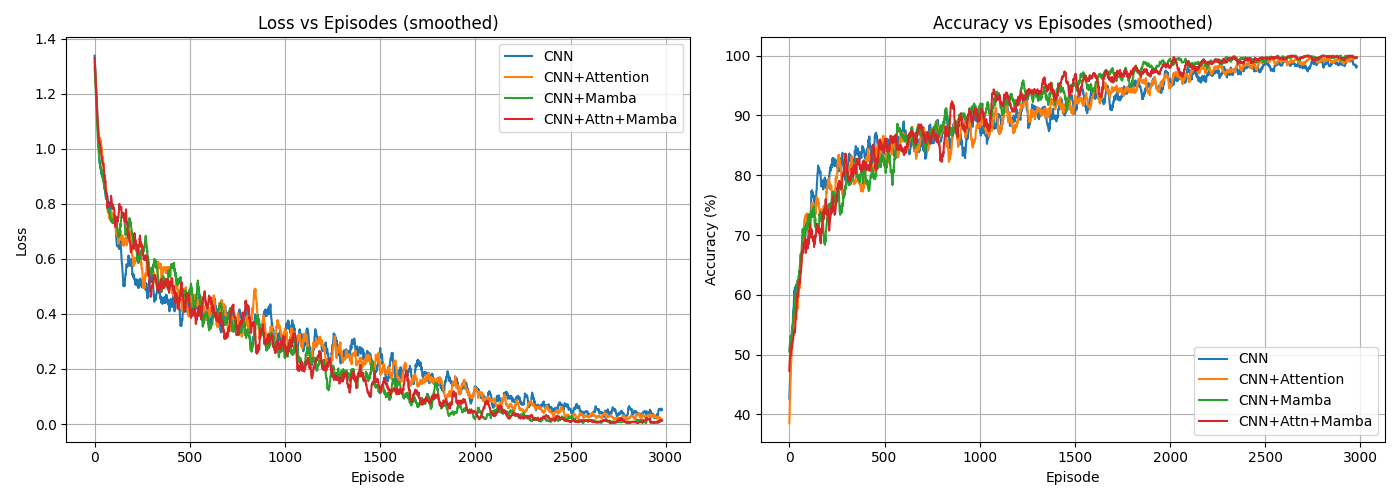 Loss vs Episodes (smoothed)
1.4
1.2
1.0
0.8
0.6
0.4
0.2
0.0
Loss
0 500 1000 1500 2000 2500 3000
Episode
CNN
CNN+Attention
CNN+Mamba
CNN+Attn+Mamba
Accuracy vs Episodes (smoothed)
100
90
80
70
60
50
40
Accuracy (%)
0 500 1000 1500 2000 2500 3000
Episode
CNN
CNN+Attention
CNN+Mamba
CNN+Attn+Mamba